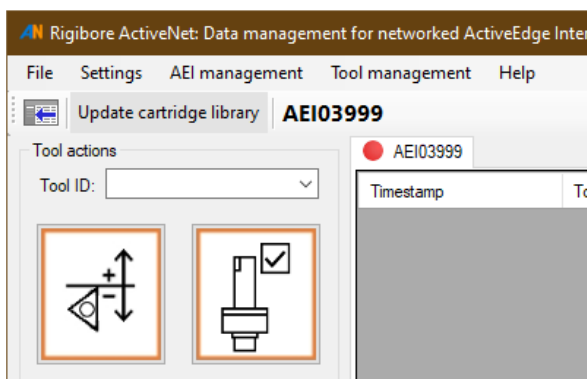 AN Rigibore ActiveNet: Data management for networked ActiveEdge Inter
File Settings AEI management Tool management Help
Update cartridge library AEI03999
Tool actions
AEI03999
Tool ID:
Timestamp To